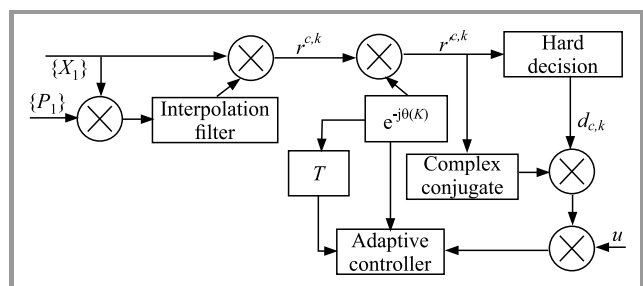 {X₁}
{P₁}
Interpolation
filter
r^{c,k}
r'^{c,k}
Hard
decision
e^{-jθ(K)}
T
d_{c,k}
Complex
conjugate
Adaptive
controller
u